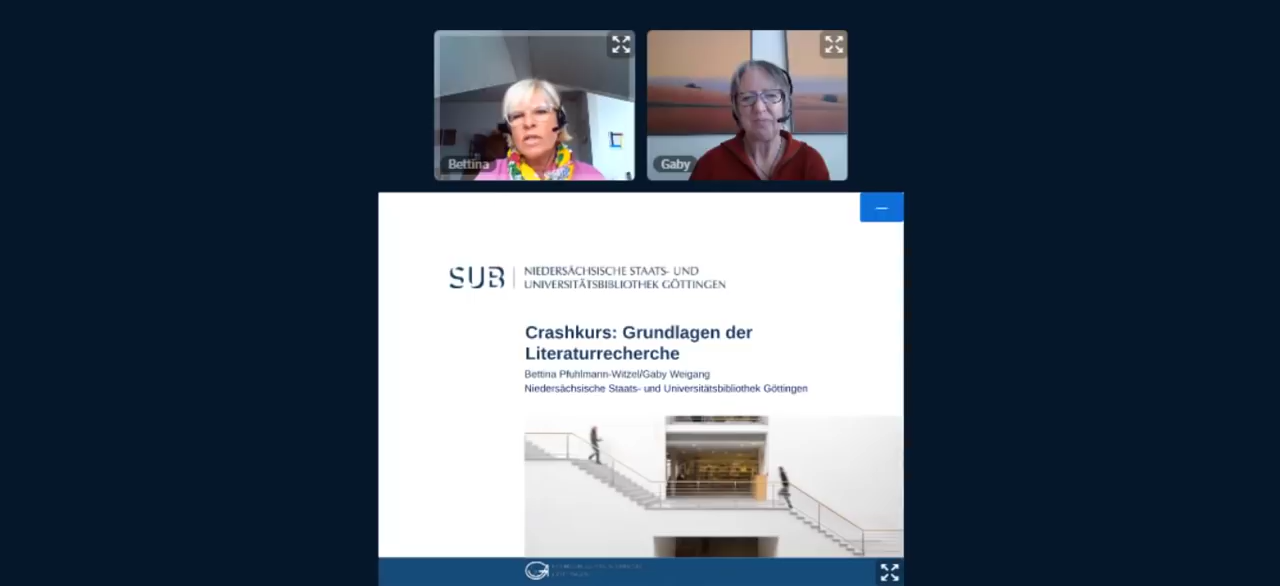 Bettina
Gaby
SUB
NIEDERSÄCHSISCHE STAATS- UND
UNIVERSITÄTSBIBLIOTHEK GÖTTINGEN
Crashkurs: Grundlagen der
Literaturrecherche
Bettina Pfuhlmann-Witzel/Gaby Weigang
Niedersächsische Staats- und Universitätsbibliothek Göttingen